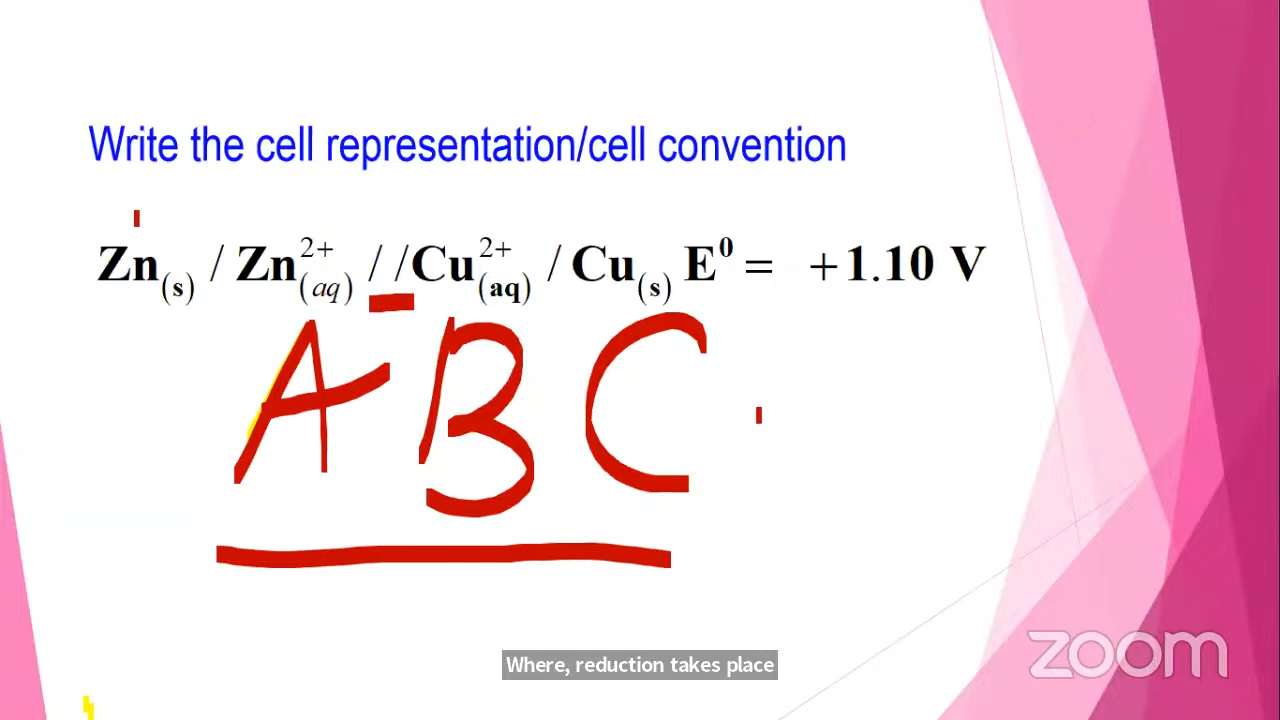 Write the cell representation/cell convention
Zn(s) / Zn2+(aq) / /Cu2+(aq) / Cu(s) E0 = +1.10 V
A B C
Where, reduction takes place
zoom